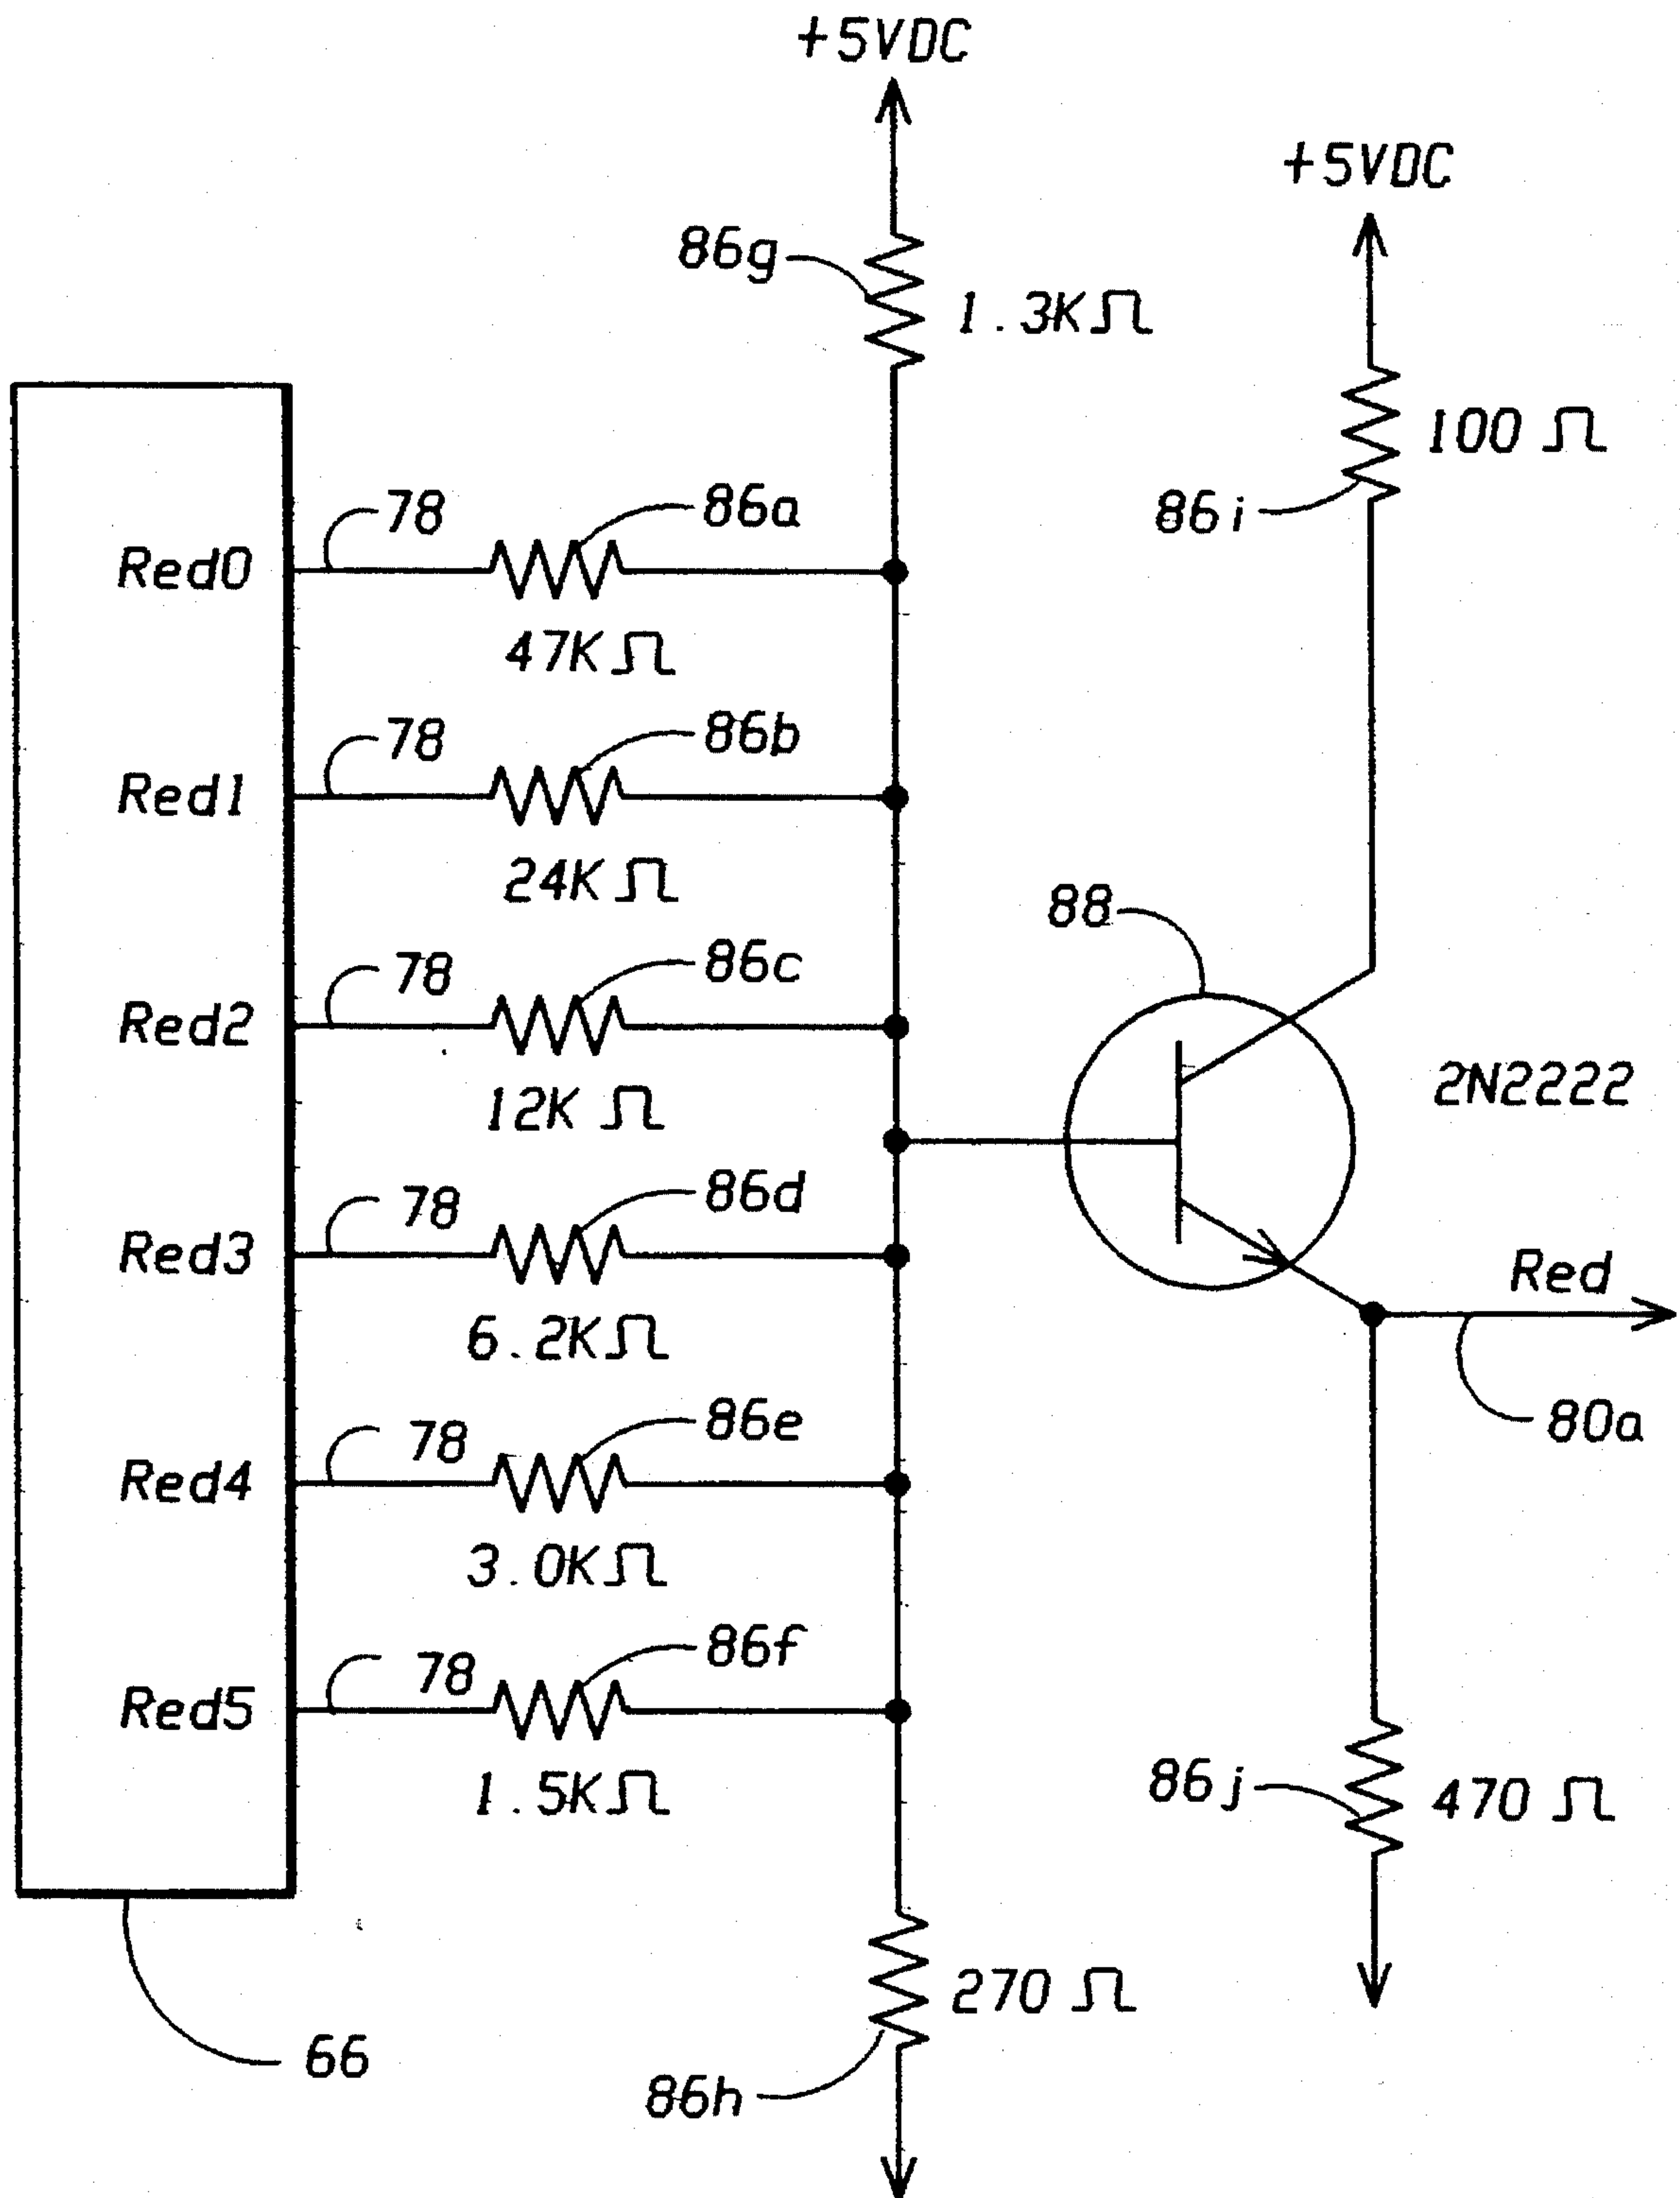 +5VDC
+5VDC
86g
1.3KΩ
100 Ω
86i
78
86a
Red0
47KΩ
78
86b
Red1
24KΩ
88
78
86c
Red2
2N2222
12KΩ
78
86d
Red3
Red
6.2KΩ
80a
78
86e
Red4
3.0KΩ
78
86f
Red5
1.5KΩ
86j
470 Ω
270 Ω
66
86h